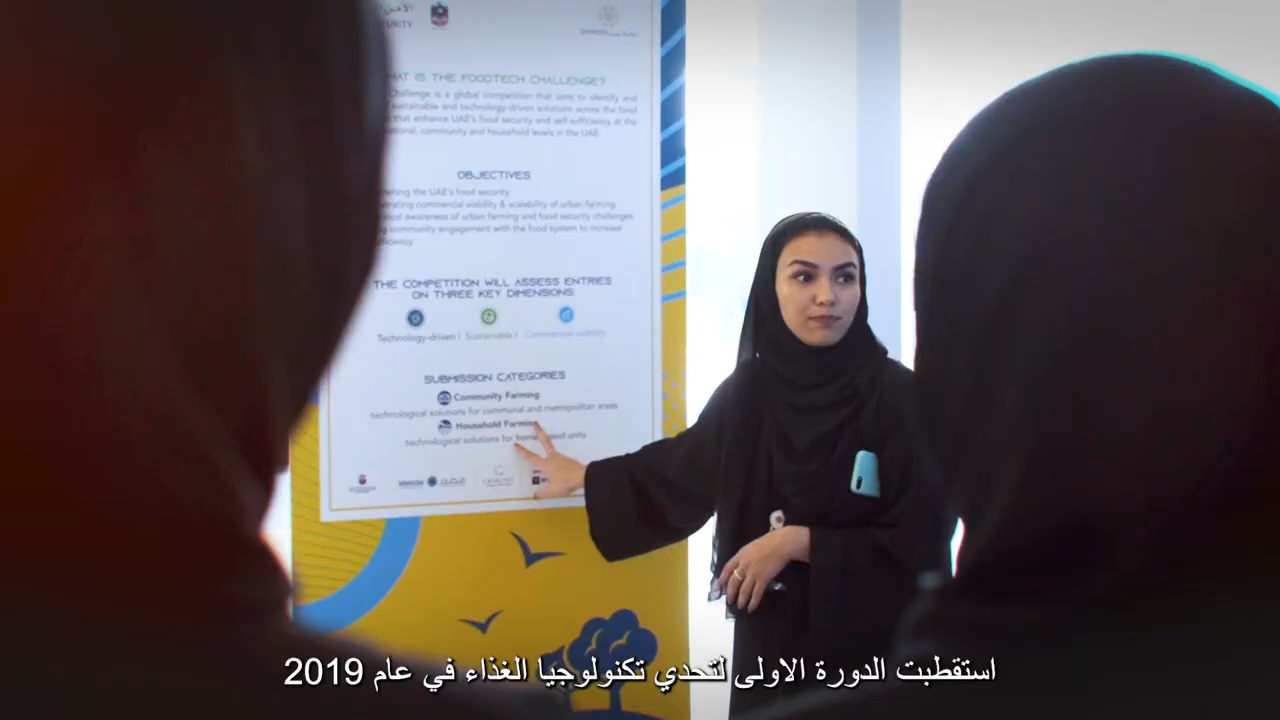 CURITY
WHAT IS THE FOODTECH CHALLENGE?
Challenge is a global competition that aims to identify and
sustainable and technology-driven solutions across the food
that enhance UAE's food security and self-sufficiency at the
community and household levels in the UAE
OBJECTIVES
the UAE's food security
commercial viability & scalability of urban farming
awareness of urban farming and food security challenges
community engagement with the food system to increase
THE COMPETITION WILL ASSESS ENTRIES
ON THREE KEY DIMENSIONS
Technology-driven | Sustainable | Commercial viability
SUBMISSION CATEGORIES
Community Farming
technological solutions for communal and metropolitan areas
Household Farming
technological solutions for units
CATALYST
استقطبت الدورة الاولى لتحدي تكنولوجيا الغذاء في عام 2019